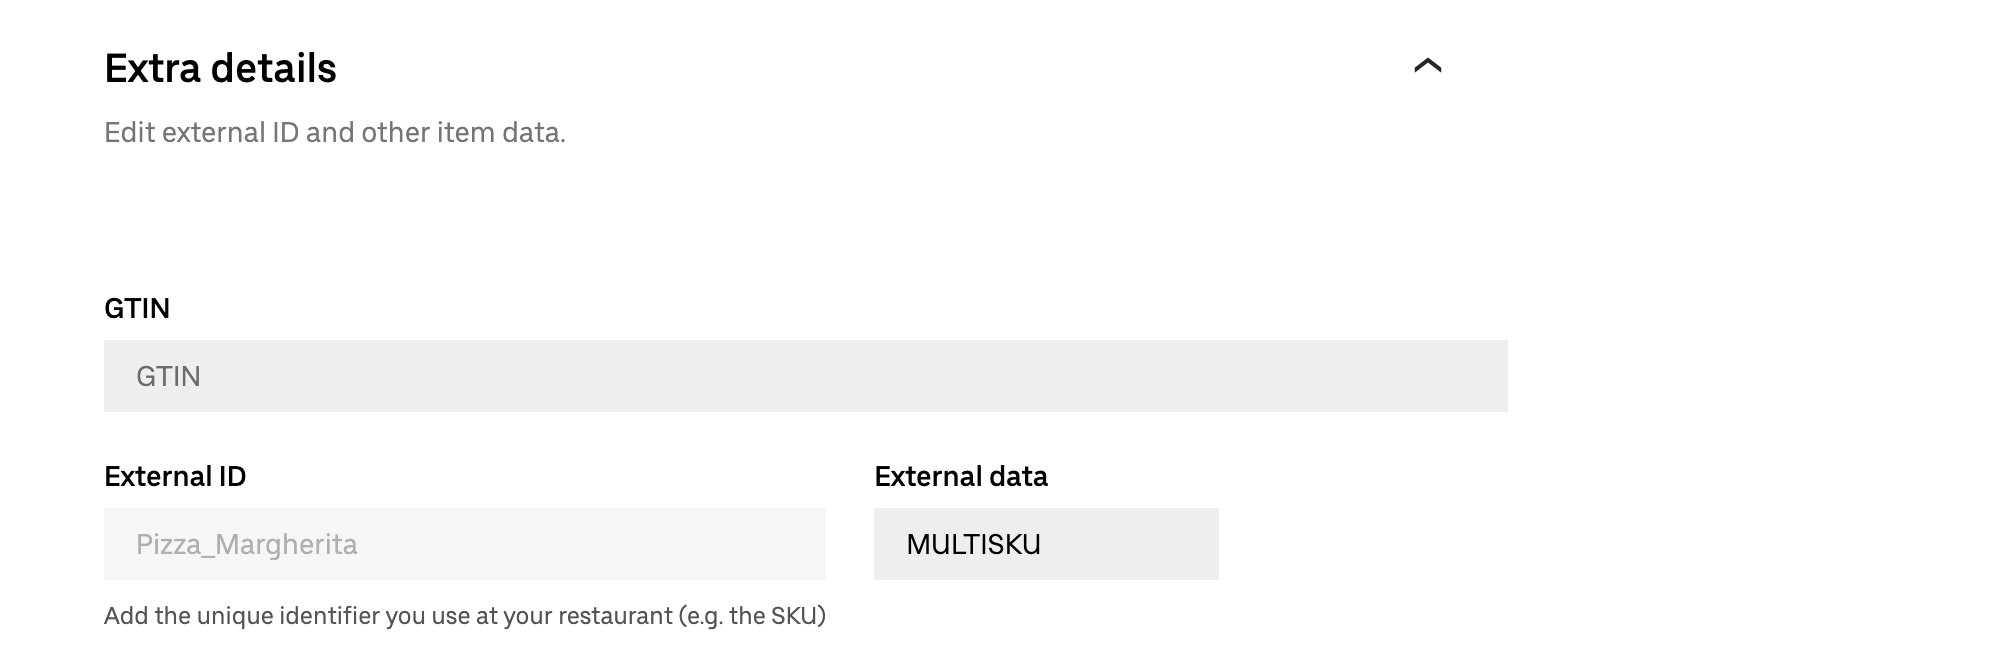 Extra details
Edit external ID and other item data.
GTIN
GTIN
External ID
External data
Pizza_Margherita
MULTISKU
Add the unique identifier you use at your restaurant (e.g. the SKU)